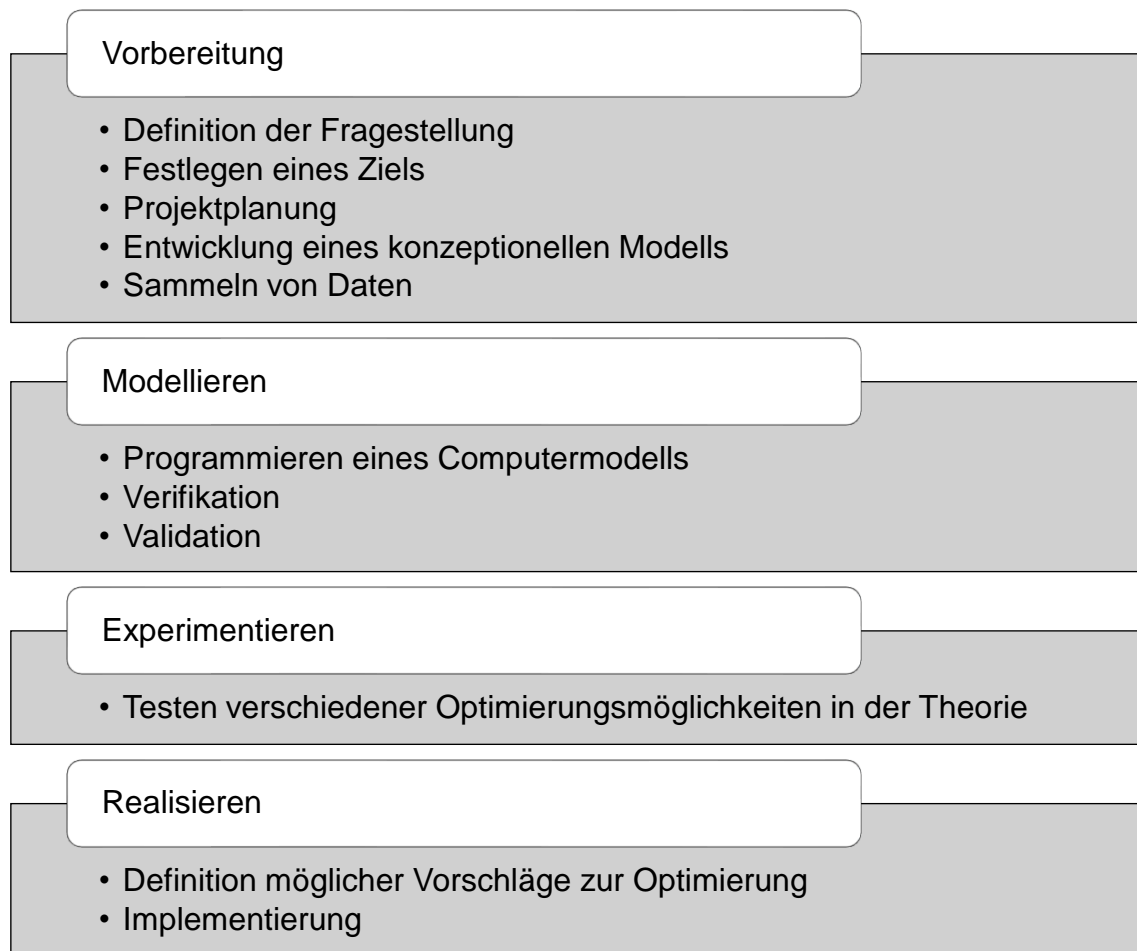 Vorbereitung
• Definition der Fragestellung
• Festlegen eines Ziels
• Projektplanung
• Entwicklung eines konzeptionellen Modells
• Sammeln von Daten
Modellieren
• Programmieren eines Computermodells
• Verifikation
• Validation
Experimentieren
• Testen verschiedener Optimierungsmöglichkeiten in der Theorie
Realisieren
• Definition möglicher Vorschläge zur Optimierung
• Implementierung